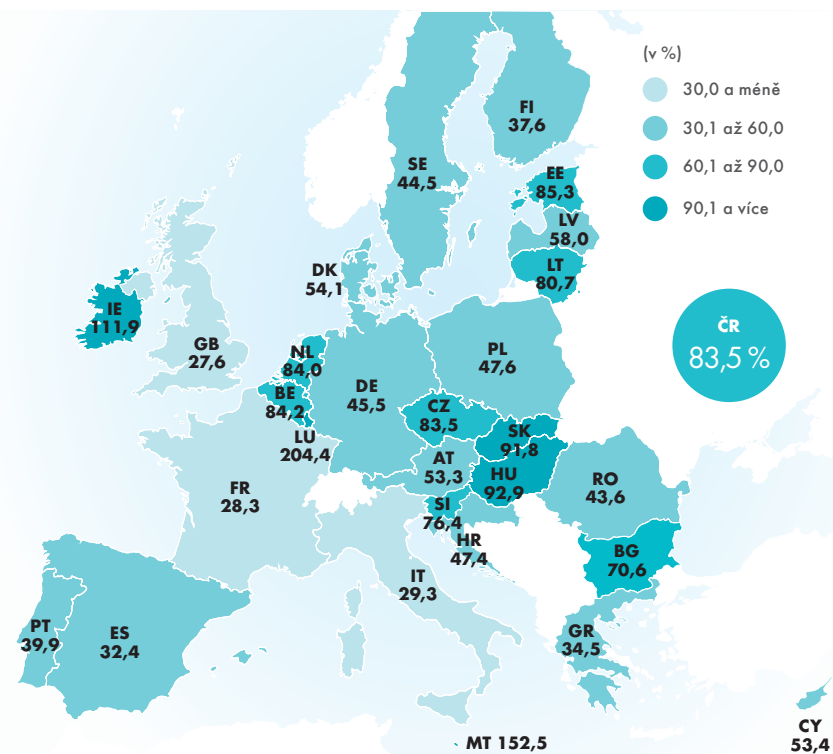 (v %)
30,0 a méně
30,1 až 60,0
60,1 až 90,0
90,1 a více
FI
37,6
SE
44,5
EE
85,3
LV
58,0
LT
80,7
DK
54,1
IE
111,9
GB
27,6
NL
84,0
BE
84,2
LU
204,4
DE
45,5
PL
47,6
ČR
83,5 %
CZ
83,5
SK
91,8
AT
53,3
HU
92,9
RO
43,6
FR
28,3
SI
76,4
HR
47,4
BG
70,6
IT
29,3
PT
39,9
ES
32,4
GR
34,5
MT 152,5
CY
53,4